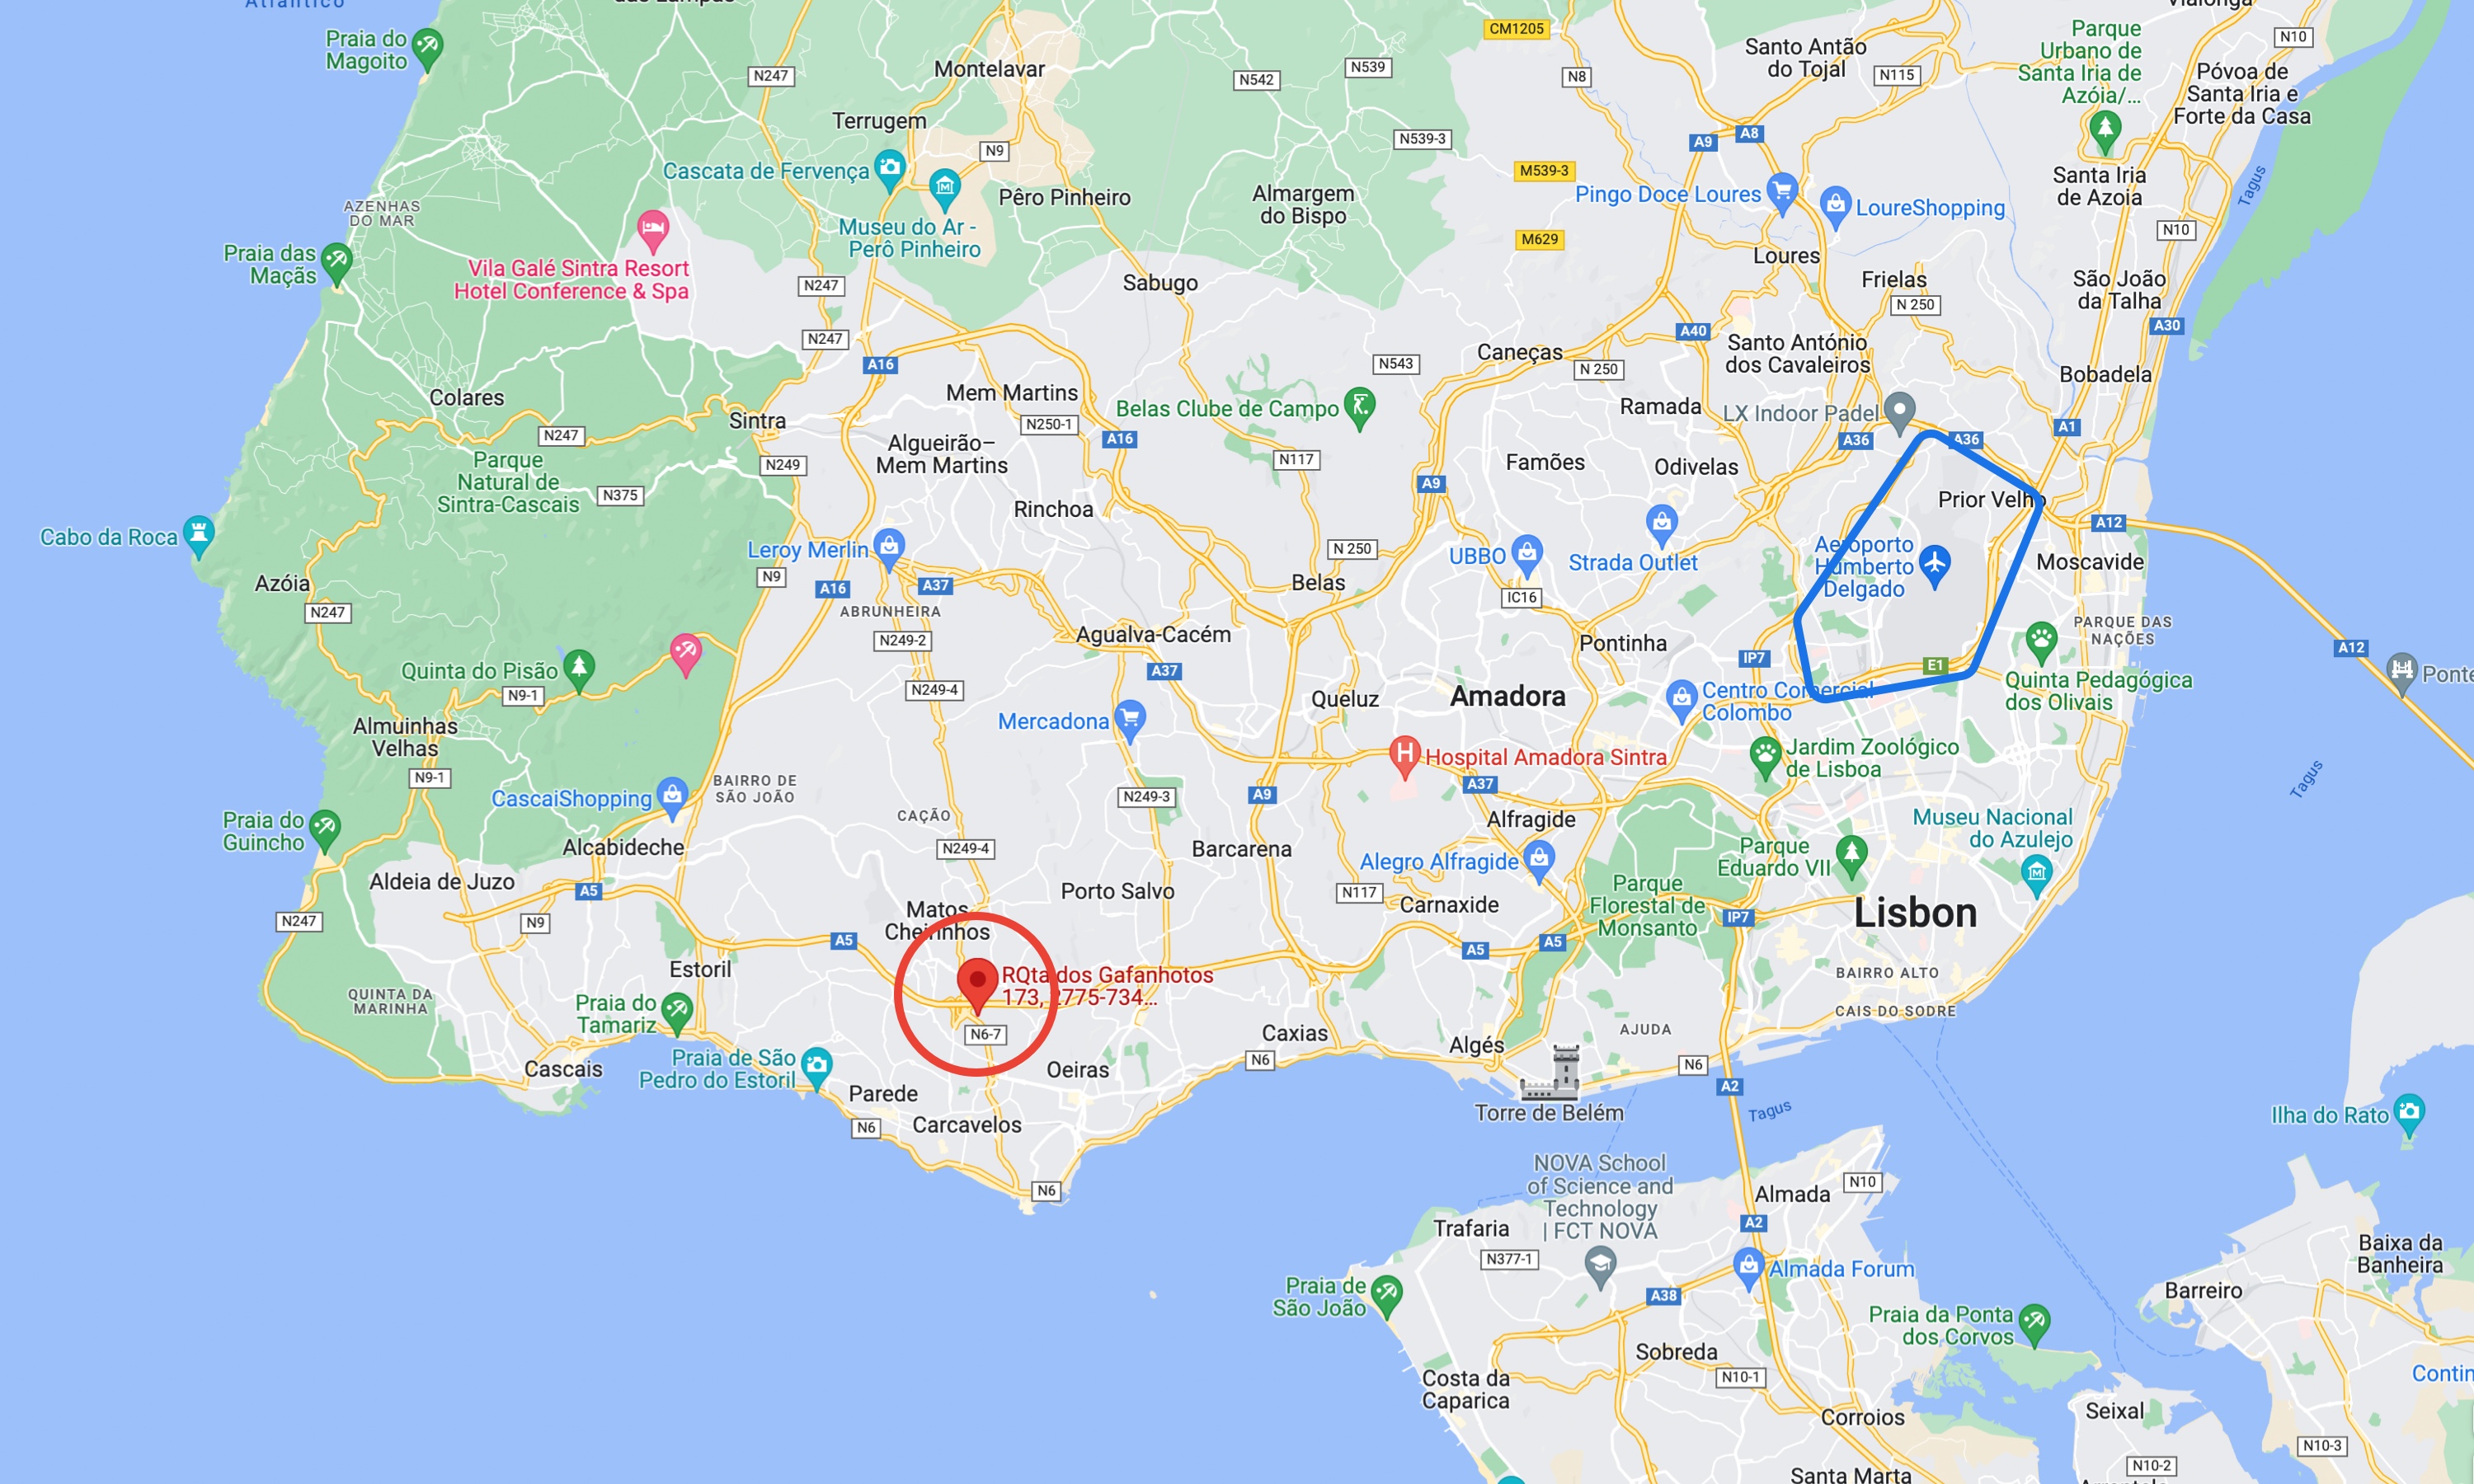 Atlântico
Praia do
Magoito
N247
Montelavar
N542
N539
CM1205
N8
Santo Antão
do Tojal
N115
Parque
Urbano de
Santa Iria de
Azóia/...
N10
Póvoa de
Santa Iria e
Forte da Casa
Terrugem
N9
N539-3
A9
A8
Cascata de Fervença
Museu do Ar -
Perô Pinheiro
Pêro Pinheiro
Almargem
do Bispo
M539-3
Pingo Doce Loures
LoureShopping
Santa Iria
de Azoia
Tagus
AZENHAS
DO MAR
Praia das
Maçãs
Vila Galé Sintra Resort
Hotel Conference & Spa
M629
N10
Loures
N247
Sabugo
Frielas
N 250
São João
da Talha
N247
A16
A40
A30
Caneças
N543
N 250
Santo António
dos Cavaleiros
Bobadela
Colares
Mem Martins
N250-1
Belas Clube de Campo
Ramada
LX Indoor Padel
Sintra
N247
A16
A36
A36
A1
Algueirão–
Mem Martins
N249
N117
Famões
Odivelas
Parque
Natural de
Sintra-Cascais
N375
A9
Rinchoa
Prior Velho
A12
Cabo da Roca
Leroy Merlin
N 250
UBBO
Strada Outlet
Aeroporto
Humberto
Delgado
Moscavide
Azóia
N247
N9
A16
A37
ABRUNHEIRA
Belas
IC16
N249-2
Agualva-Cacém
Pontinha
PARQUE DAS
NAÇÕES
A12
Quinta do Pisão
N9-1
A37
N249-4
IP7
E1
Queluz
Amadora
Centro Comercial
Colombo
Quinta Pedagógica
dos Olivais
Ponte
Almuinhas
Velhas
Mercadona
N9-1
BAIRRO DE
SÃO JOÃO
Hospital Amadora Sintra
A37
Jardim Zoológico
de Lisboa
Tagus
CascaiShopping
N249-3
A9
CAÇÃO
Praia do
Guincho
Alcabideche
N249-4
Barcarena
Alfragide
Alegro Alfragide
Parque
Eduardo VII
Museu Nacional
do Azulejo
Aldeia de Juzo
A5
N9
N247
Matos
Cheirinhos
Porto Salvo
N117
Carnaxide
Parque
Florestal de
Monsanto
IP7
Lisbon
A5
A5
A5
Estoril
RQta dos Gafanhotos
173, 2775-734...
BAIRRO ALTO
QUINTA DA
MARINHA
Praia do
Tamariz
N6-7
Caxias
Algés
AJUDA
CAIS DO SODRE
Cascais
Praia de São
Pedro do Estoril
Oeiras
N6
N6
Parede
A2
Torre de Belém
Tagus
Ilha do Rato
N6
Carcavelos
N6
NOVA School
of Science and
Technology
| FCT NOVA
Almada
N10
Trafaria
A2
N377-1
Baixa da
Banheira
Praia de
São João
Almada Forum
A38
Barreiro
Praia da Ponta
dos Corvos
Sobreda
Costa da
Caparica
N10-1
Contin
Corroios
Seixal
N10-3
N10-2
Santa Marta